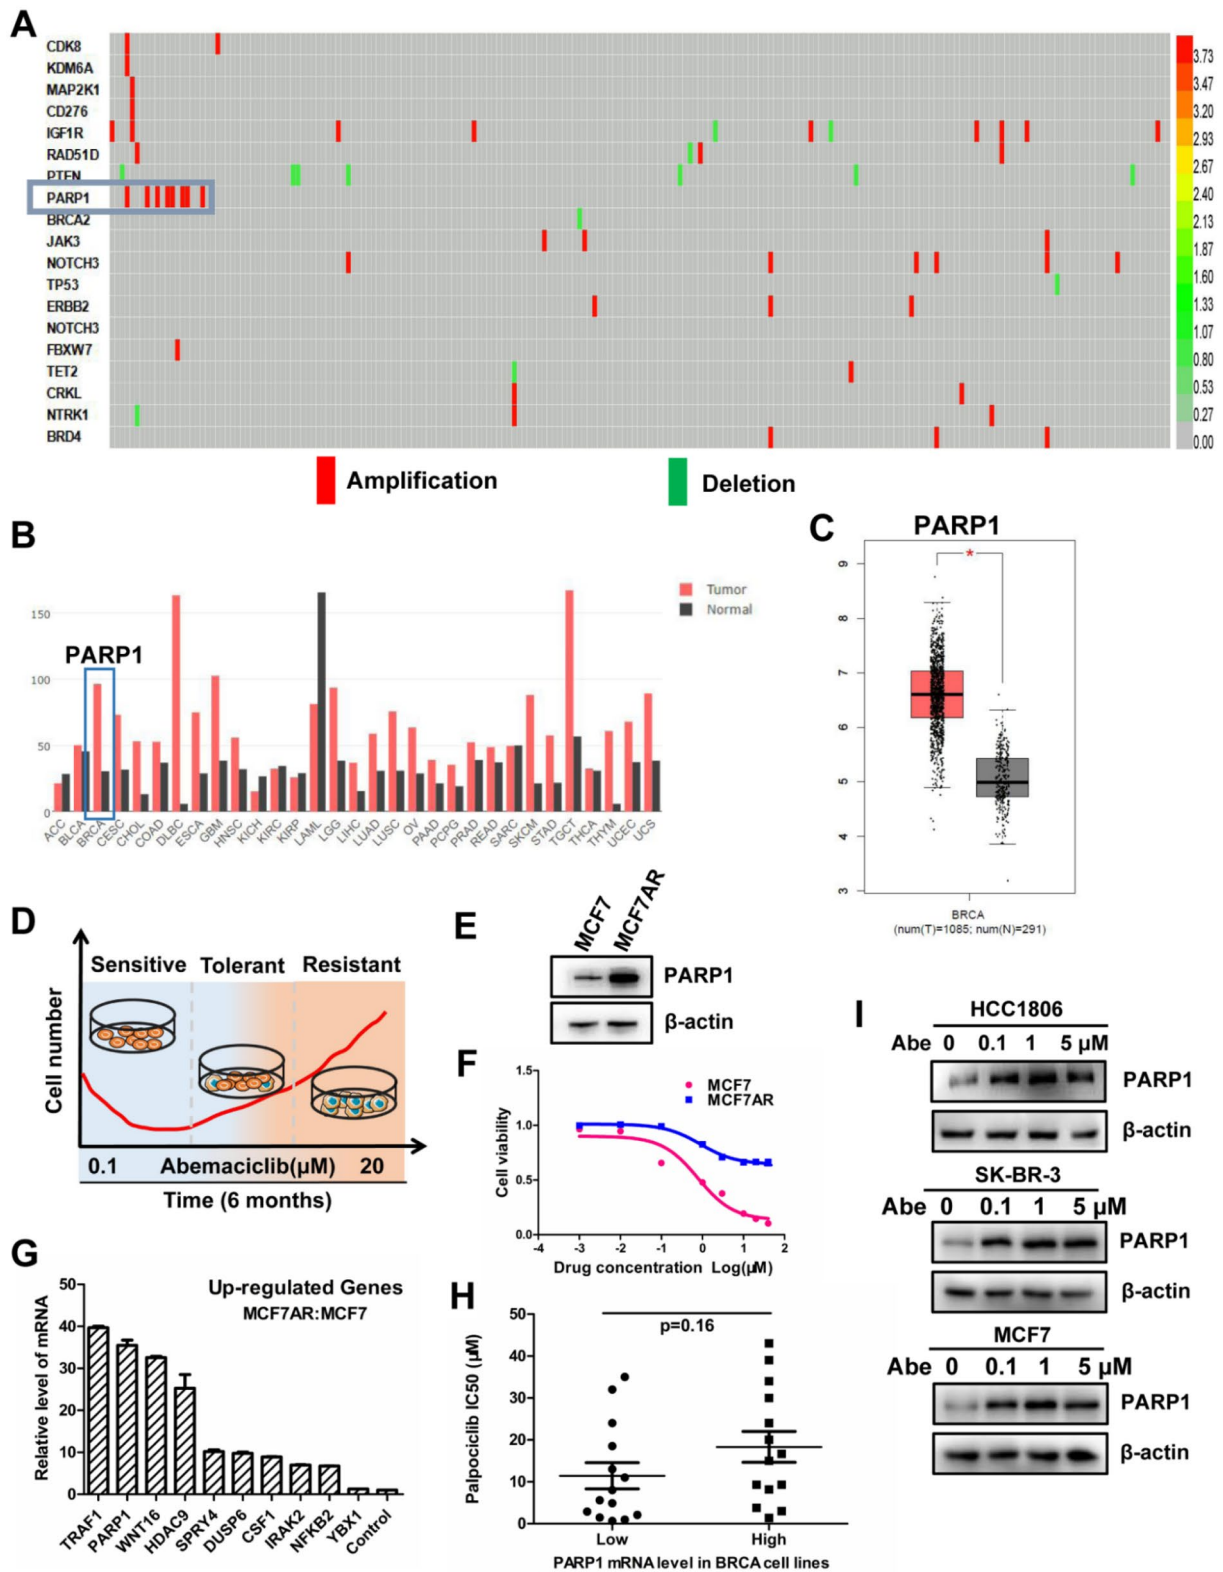 A
CDK8
KDM6A
MAP2K1
CD276
IGF1R
RAD51D
PTEN
PARP1
BRCA2
JAK3
NOTCH3
TP53
ERBB2
NOTCH3
FBXW7
TET2
CRKL
NTRK1
BRD4
3.73
3.47
3.20
2.93
2.67
2.40
2.13
1.87
1.60
1.33
1.07
0.80
0.53
0.27
0.00
Amplification
Deletion
B
150
100
50
0
PARP1
Tumor
Normal
ACC
BLCA
BRCA
CESC
CHOL
COAD
DLBC
ESCA
GBM
HNSC
KICH
KIRC
KIRP
LAML
LGG
LIHC
LUAD
LUSC
OV
PAAD
PCPG
PRAD
READ
SARC
SKCM
STAD
TGCT
THCA
THYM
UCEC
UCS
C
PARP1
*
9
8
7
6
5
4
3
BRCA
(num(T)=1085; num(N)=291)
D
Cell number
Sensitive Tolerant Resistant
0.1 Abemaciclib(µM) 20
Time (6 months)
E
MCF7
MCF7AR
PARP1
β-actin
F
Cell viability
1.5
1.0
0.5
0.0
MCF7
MCF7AR
-4 -3 -2 -1 0 1 2
Drug concentration Log(µM)
G
Relative level of mRNA
50
40
30
20
10
0
Up-regulated Genes
MCF7AR:MCF7
TRAF1
PARP1
WNT16
HDAC9
SPRY4
DUSP6
CSF1
IRAK2
NFKB2
YBX1
Control
H
Palpociclib IC50 (µM)
50
40
30
20
10
0
p=0.16
Low High
PARP1 mRNA level in BRCA cell lines
I
HCC1806
Abe 0 0.1 1 5 µM
PARP1
β-actin
SK-BR-3
Abe 0 0.1 1 5 µM
PARP1
β-actin
MCF7
Abe 0 0.1 1 5 µM
PARP1
β-actin